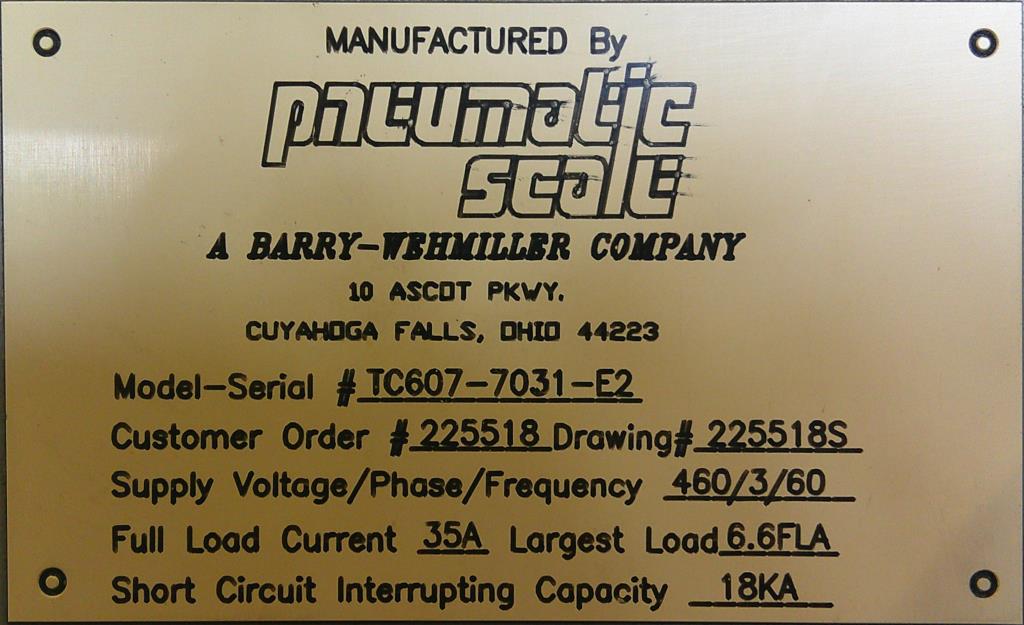 MANUFACTURED By
pneumatic
scale
A BARRY-WEHMILLER COMPANY
10 ASCOT PKWY.
CUYAHOGA FALLS, OHIO 44223
Model-Serial # TC607-7031-E2
Customer Order # 225518 Drawing# 225518S
Supply Voltage/Phase/Frequency 460/3/60
Full Load Current 35A Largest Load 6.6FLA
Short Circuit Interrupting Capacity 18KA